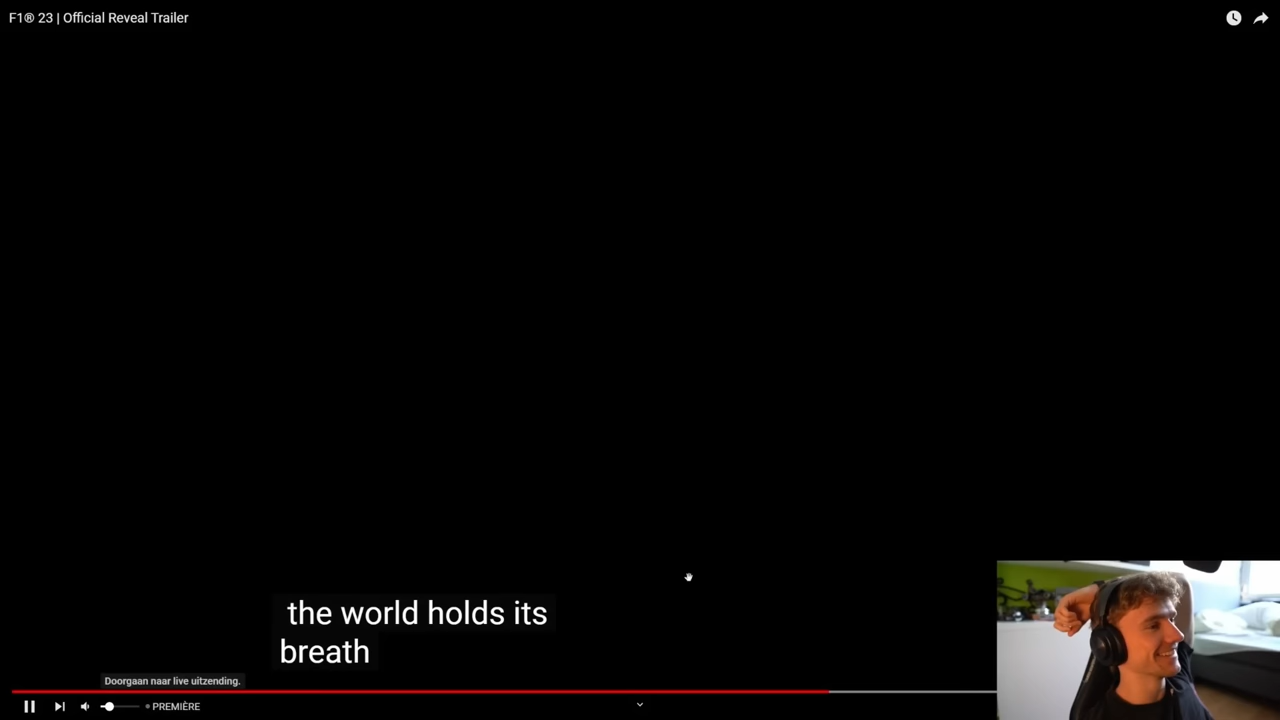 F1® 23 | Official Reveal Trailer
the world holds its
breath
Doorgaan naar live uitzending.
PREMIÈRE